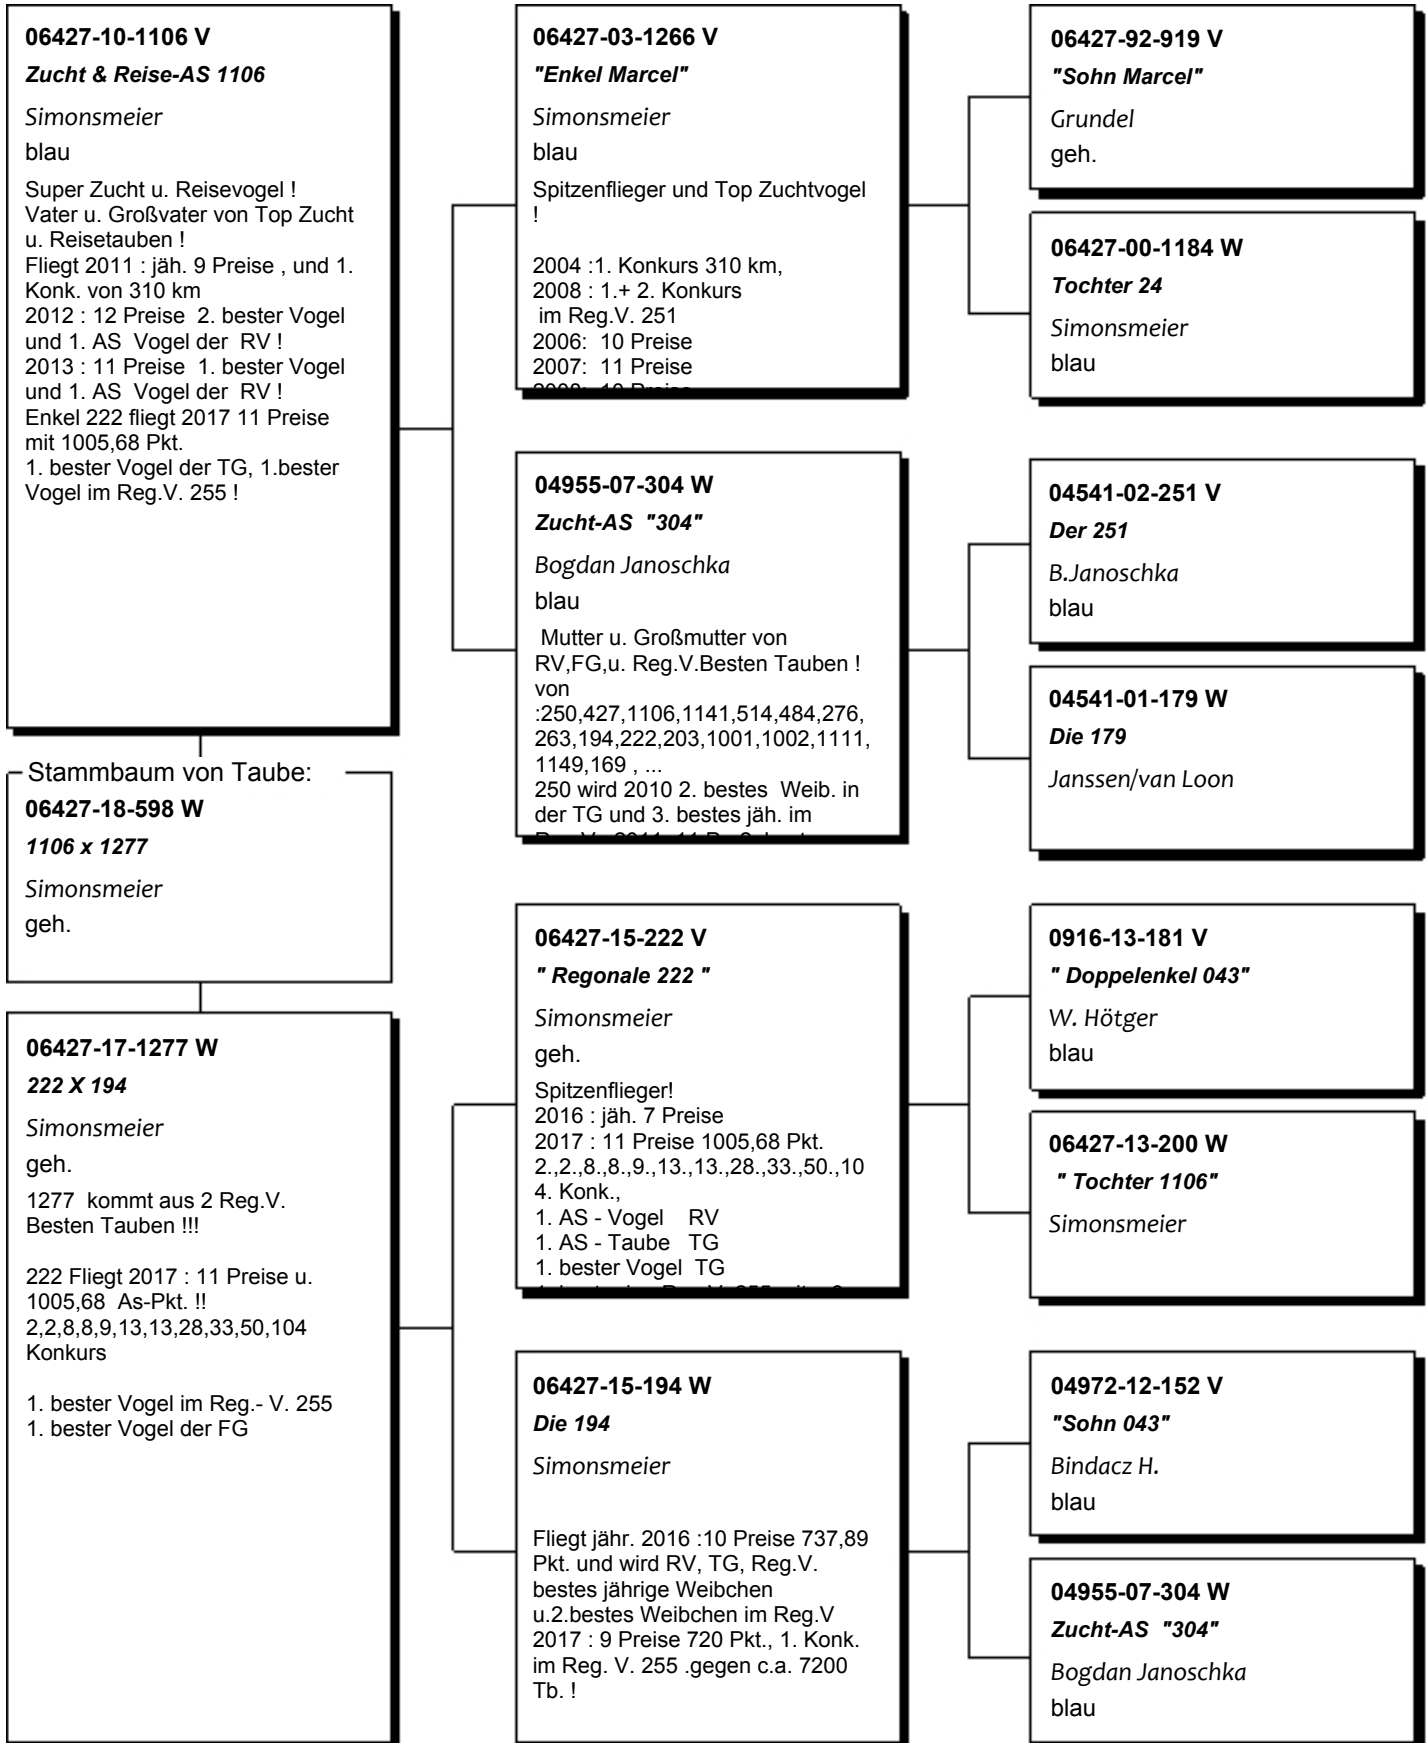 06427-10-1106 V
Zucht & Reise-AS 1106
Simonsmeier
blau
Super Zucht u. Reisevogel !
Vater u. Großvater von Top Zucht
u. Reisetauben !
Fliegt 2011 : jäh. 9 Preise , und 1.
Konk. von 310 km
2012 : 12 Preise 2. bester Vogel
und 1. AS Vogel der RV !
2013 : 11 Preise 1. bester Vogel
und 1. AS Vogel der RV !
Enkel 222 fliegt 2017 11 Preise
mit 1005,68 Pkt.
1. bester Vogel der TG, 1.bester
Vogel im Reg.V. 255 !
Stammbaum von Taube:
06427-18-598 W
1106 x 1277
Simonsmeier
geh.
06427-17-1277 W
222 X 194
Simonsmeier
geh.
1277 kommt aus 2 Reg.V.
Besten Tauben !!!
222 Fliegt 2017 : 11 Preise u.
1005,68 As-Pkt. !!
2,2,8,8,9,13,13,28,33,50,104
Konkurs
1. bester Vogel im Reg.- V. 255
1. bester Vogel der FG
06427-03-1266 V
"Enkel Marcel"
Simonsmeier
blau
Spitzenflieger und Top Zuchtvogel
!
2004 :1. Konkurs 310 km,
2008 : 1.+ 2. Konkurs
im Reg.V. 251
2006: 10 Preise
2007: 11 Preise
2008: 10 Preise
04955-07-304 W
Zucht-AS "304"
Bogdan Janoschka
blau
Mutter u. Großmutter von
RV,FG,u. Reg.V.Besten Tauben !
von
:250,427,1106,1141,514,484,276,
263,194,222,203,1001,1002,1111,
1149,169 , ...
250 wird 2010 2. bestes Weib. in
der TG und 3. bestes jäh. im
06427-15-222 V
" Regonale 222 "
Simonsmeier
geh.
Spitzenflieger!
2016 : jäh. 7 Preise
2017 : 11 Preise 1005,68 Pkt.
2.,2.,8.,8.,9.,13.,13.,28.,33.,50.,10
4. Konk.,
1. AS - Vogel RV
1. AS - Taube TG
1. bester Vogel TG
06427-15-194 W
Die 194
Simonsmeier
Fliegt jähr. 2016 :10 Preise 737,89
Pkt. und wird RV, TG, Reg.V.
bestes jährige Weibchen
u.2.bestes Weibchen im Reg.V
2017 : 9 Preise 720 Pkt., 1. Konk.
im Reg. V. 255 .gegen c.a. 7200
Tb. !
06427-92-919 V
"Sohn Marcel"
Grundel
geh.
06427-00-1184 W
Tochter 24
Simonsmeier
blau
04541-02-251 V
Der 251
B.Janoschka
blau
04541-01-179 W
Die 179
Janssen/van Loon
0916-13-181 V
" Doppelenkel 043"
W. Hötger
blau
06427-13-200 W
" Tochter 1106"
Simonsmeier
04972-12-152 V
"Sohn 043"
Bindacz H.
blau
04955-07-304 W
Zucht-AS "304"
Bogdan Janoschka
blau